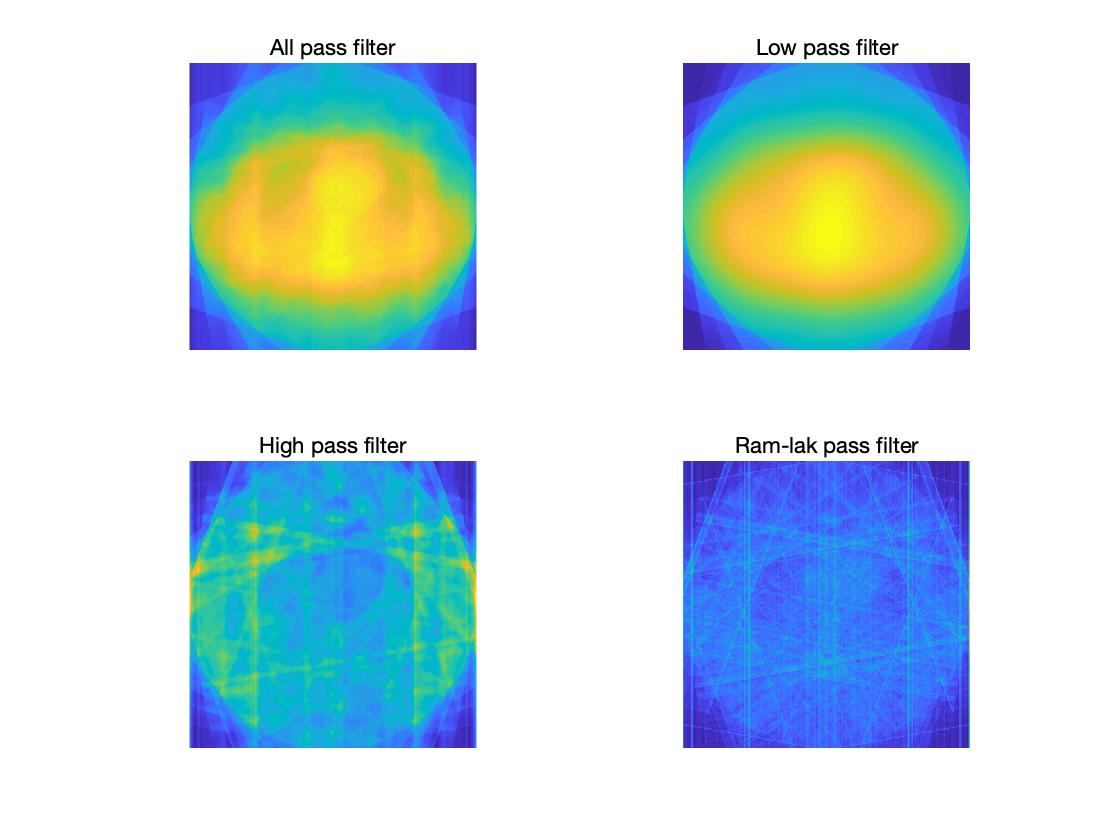 All pass filter
Low pass filter
High pass filter
Ram-lak pass filter